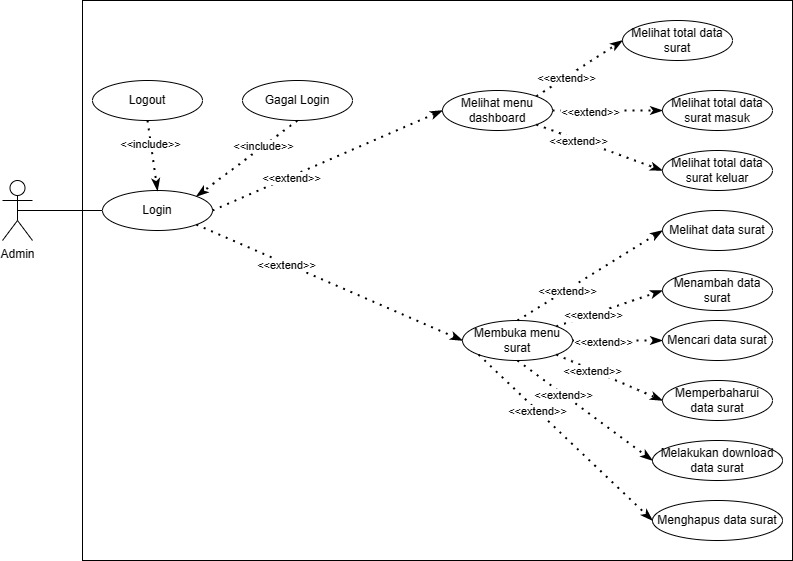 Melihat total data
surat
<<extend>>
Logout
Gagal Login
Melihat menu
dashboard
<<extend>>
Melihat total data
surat masuk
<<include>>
<<include>>
<<extend>>
Melihat total data
surat keluar
<<extend>>
Login
Admin
Melihat data surat
<<extend>>
<<extend>>
Menambah data
surat
<<extend>>
Membuka menu
surat
<<extend>>
Mencari data surat
<<extend>>
Memperbaharui
data surat
<<extend>>
<<extend>>
Melakukan download
data surat
Menghapus data surat